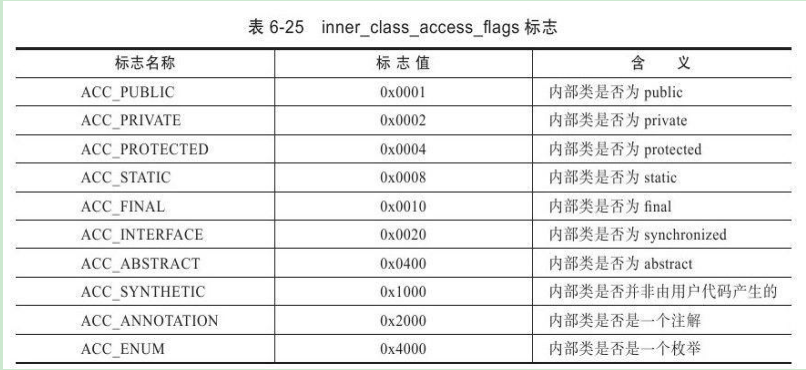 表 6-25 inner_class_access_flags 标志
标志名称 标 志 值 含 义
ACC_PUBLIC 0x0001 内部类是否为 public
ACC_PRIVATE 0x0002 内部类是否为 private
ACC_PROTECTED 0x0004 内部类是否为 protected
ACC_STATIC 0x0008 内部类是否为 static
ACC_FINAL 0x0010 内部类是否为 final
ACC_INTERFACE 0x0020 内部类是否为 synchronized
ACC_ABSTRACT 0x0400 内部类是否为 abstract
ACC_SYNTHETIC 0x1000 内部类是否并非由用户代码产生的
ACC_ANNOTATION 0x2000 内部类是否是一个注解
ACC_ENUM 0x4000 内部类是否是一个枚举